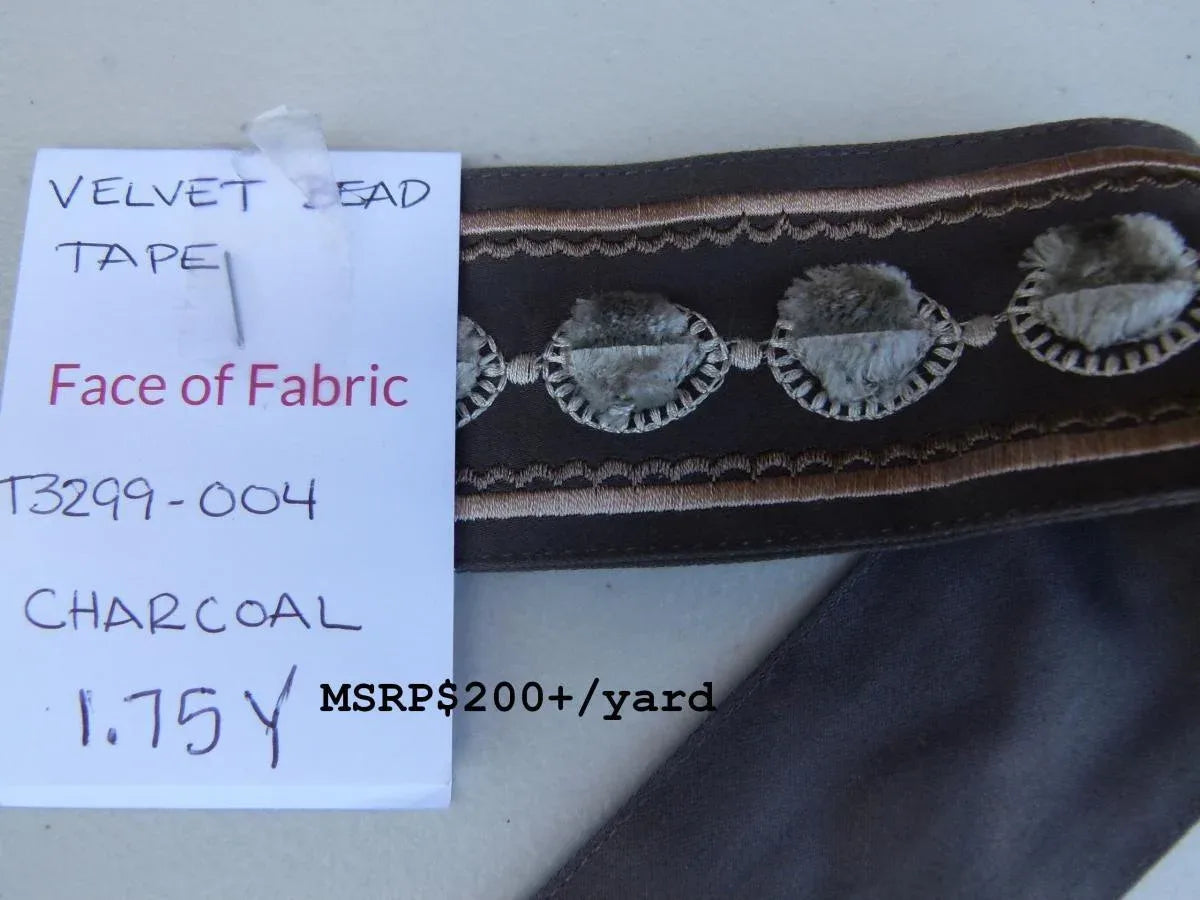 VELVET BEAD
TAPE
Face of Fabric
T3299-004
CHARCOAL
1.75Y
MSRP$200+/yard